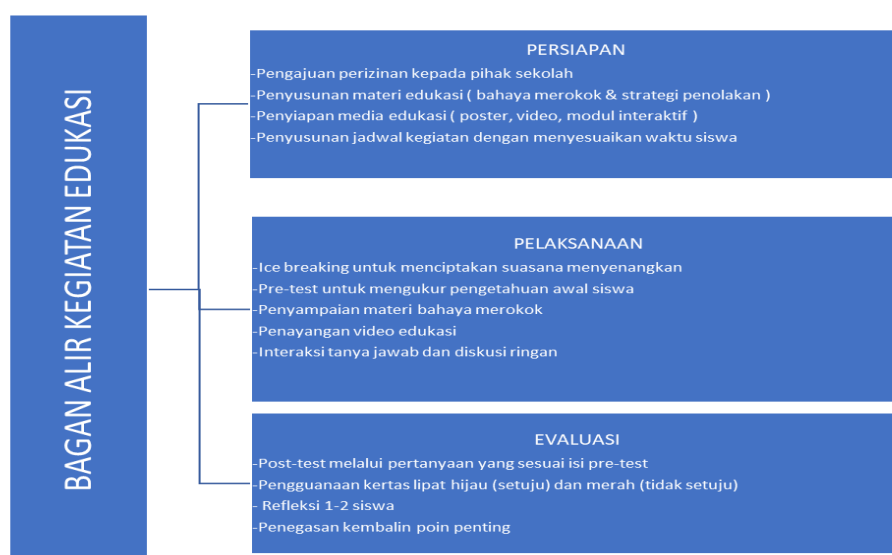 BAGAN ALIR KEGIATAN EDUKASI
PERSIAPAN
-Pengajuan perizinan kepada pihak sekolah
-Penyusunan materi edukasi ( bahaya merokok & strategi penolakan )
-Penyiapan media edukasi ( poster, video, modul interaktif )
-Penyusunan jadwal kegiatan dengan menyesuaikan waktu siswa
PELAKSANAAN
-Ice breaking untuk menciptakan suasana menyenangkan
-Pre-test untuk mengukur pengetahuan awal siswa
-Penyampaian materi bahaya merokok
-Penayangan video edukasi
-Interaksi tanya jawab dan diskusi ringan
EVALUASI
-Post-test melalui pertanyaan yang sesuai isi pre-test
-Pengguanaan kertas lipat hijau (setuju) dan merah (tidak setuju)
- Refleksi 1-2 siswa
-Penegasan kembalin poin penting